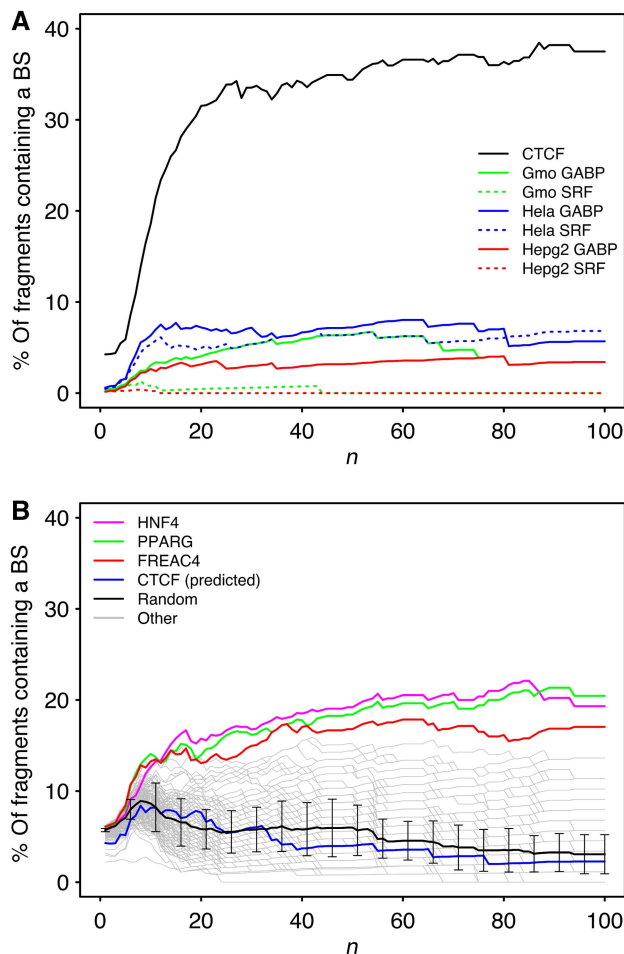 A
% Of fragments containing a BS
40
30
20
10
0
CTCF
Gmo GABP
Gmo SRF
Hela GABP
Hela SRF
Hepg2 GABP
Hepg2 SRF
0 20 40 60 80 100
n
B
% Of fragments containing a BS
40
30
20
10
0
HNF4
PPARG
FREAC4
CTCF (predicted)
Random
Other
0 20 40 60 80 100
n